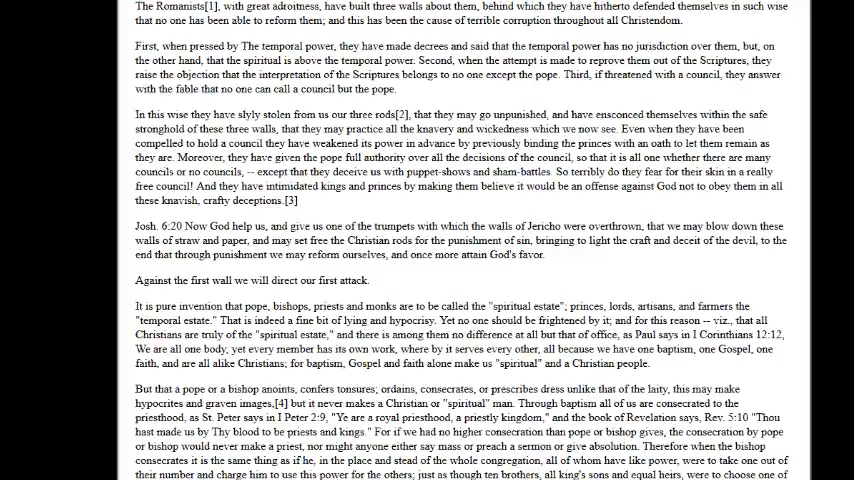 The Romanists[1], with great adroitness, have built three walls about them, behind which they have hitherto defended themselves in such wise
that no one has been able to reform them; and this has been the cause of terrible corruption throughout all Christendom.
First, when pressed by The temporal power, they have made decrees and said that the temporal power has no jurisdiction over them, but, on
the other hand, that the spiritual is above the temporal power. Second, when the attempt is made to reprove them out of the Scriptures, they
raise the objection that the interpretation of the Scriptures belongs to no one except the pope. Third, if threatened with a council, they answer
with the fable that no one can call a council but the pope.
In this wise they have slyly stolen from us our three rods[2], that they may go unpunished, and have ensconced themselves within the safe
stronghold of these three walls, that they may practice all the knavery and wickedness which we now see. Even when they have been
compelled to hold a council they have weakened its power in advance by previously binding the princes with an oath to let them remain as
they are. Moreover, they have given the pope full authority over all the decisions of the council, so that it is all one whether there are many
councils or no councils, -- except that they deceive us with puppet-shows and sham-battles. So terribly do they fear for their skin in a really
free council! And they have intimidated kings and princes by making them believe it would be an offense against God not to obey them in all
these knavish, crafty deceptions.[3]
Josh. 6:20 Now God help us, and give us one of the trumpets with which the walls of Jericho were overthrown, that we may blow down these
walls of straw and paper, and may set free the Christian rods for the punishment of sin, bringing to light the craft and deceit of the devil, to the
end that through punishment we may reform ourselves, and once more attain God's favor.
Against the first wall we will direct our first attack.
It is pure invention that pope, bishops, priests and monks are to be called the "spiritual estate"; princes, lords, artisans, and farmers the
"temporal estate." That is indeed a fine bit of lying and hypocrisy. Yet no one should be frightened by it; and for this reason -- viz., that all
Christians are truly of the "spiritual estate," and there is among them no difference at all but that of office, as Paul says in I Corinthians 12:12,
We are all one body, yet every member has its own work, where by it serves every other, all because we have one baptism, one Gospel, one
faith, and are all alike Christians; for baptism, Gospel and faith alone make us "spiritual" and a Christian people.
But that a pope or a bishop anoints, confers tonsures; ordains, consecrates, or prescribes dress unlike that of the laity, this may make
hypocrites and graven images,[4] but it never makes a Christian or "spiritual" man. Through baptism all of us are consecrated to the
priesthood, as St. Peter says in I Peter 2:9, "Ye are a royal priesthood, a priestly kingdom," and the book of Revelation says, Rev. 5:10 "Thou
hast made us by Thy blood to be priests and kings." For if we had no higher consecration than pope or bishop gives, the consecration by pope
or bishop would never make a priest, nor might anyone either say mass or preach a sermon or give absolution. Therefore when the bishop
consecrates it is the same thing as if he, in the place and stead of the whole congregation, all of whom have like power, were to take one out of
their number and charge him to use this power for the others; just as though ten brothers, all king's sons and equal heirs, were to choose one of